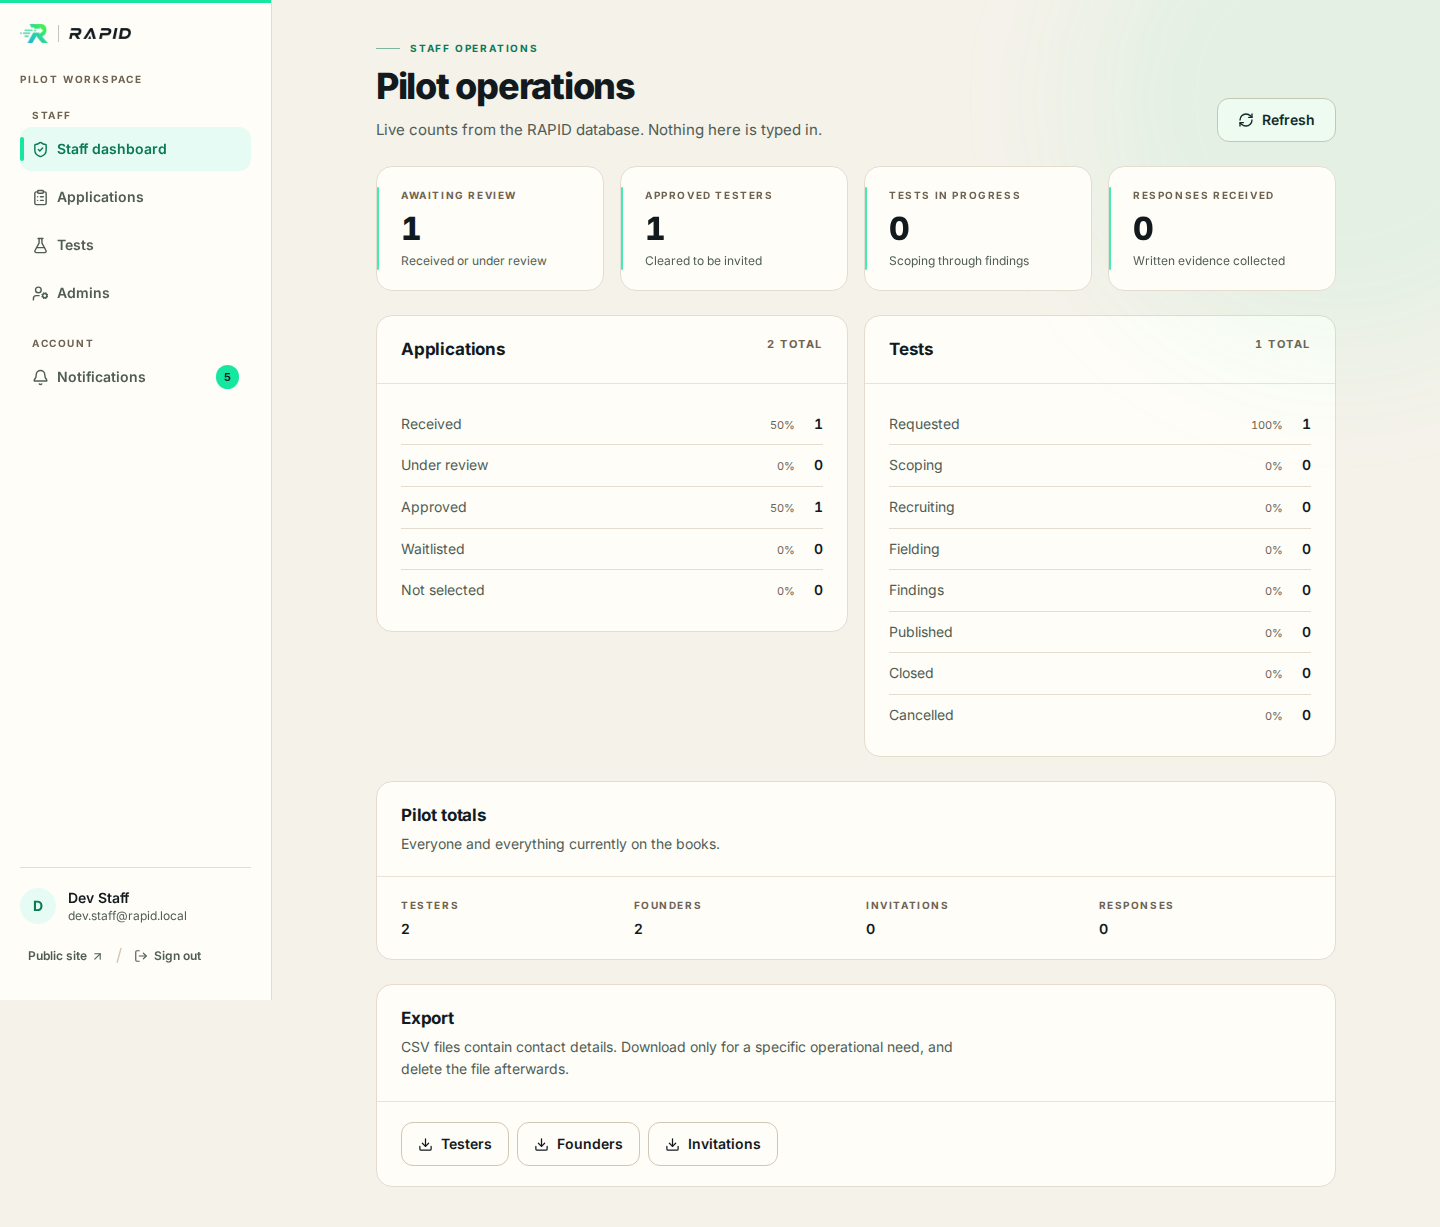 RAPID
PILOT WORKSPACE
STAFF
Staff dashboard
Applications
Tests
Admins
ACCOUNT
Notifications 5
D
Dev Staff
dev.staff@rapid.local
Public site / Sign out
STAFF OPERATIONS
Pilot operations
Live counts from the RAPID database. Nothing here is typed in.
Refresh
AWAITING REVIEW
1
Received or under review
APPROVED TESTERS
1
Cleared to be invited
TESTS IN PROGRESS
0
Scoping through findings
RESPONSES RECEIVED
0
Written evidence collected
Applications 2 TOTAL
Received 50% 1
Under review 0% 0
Approved 50% 1
Waitlisted 0% 0
Not selected 0% 0
Tests 1 TOTAL
Requested 100% 1
Scoping 0% 0
Recruiting 0% 0
Fielding 0% 0
Findings 0% 0
Published 0% 0
Closed 0% 0
Cancelled 0% 0
Pilot totals
Everyone and everything currently on the books.
TESTERS FOUNDERS INVITATIONS RESPONSES
2 2 0 0
Export
CSV files contain contact details. Download only for a specific operational need, and
delete the file afterwards.
Testers Founders Invitations